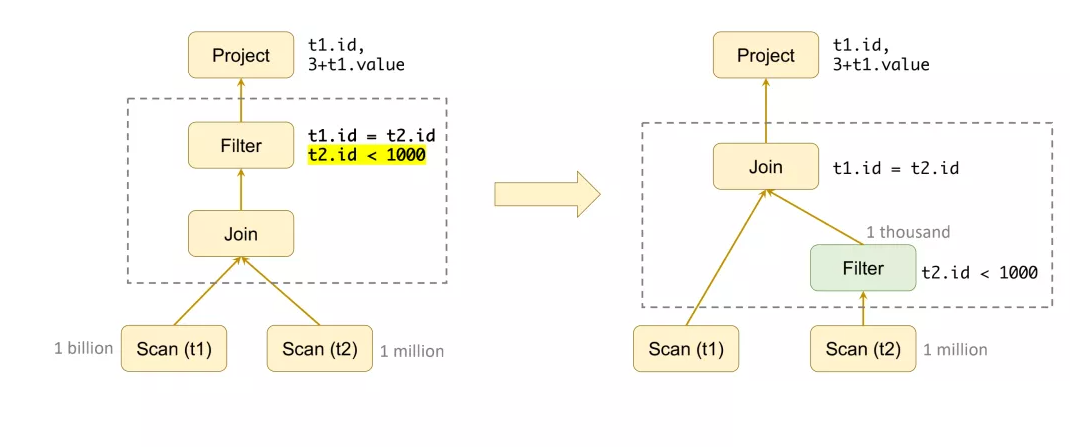 Project
t1.id,
3+t1.value
Filter
t1.id = t2.id
t2.id < 1000
Join
1 billion
Scan (t1)
Scan (t2)
1 million
Project
t1.id,
3+t1.value
Join
t1.id = t2.id
1 thousand
Filter
t2.id < 1000
Scan (t1)
Scan (t2)
1 million